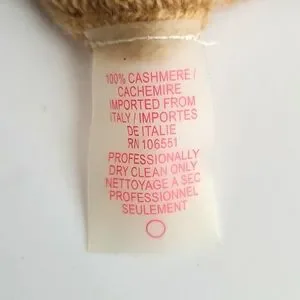 100% CASHMERE /
CACHEMIRE
IMPORTED FROM
ITALY / IMPORTES
DE ITALIE
RN 106551
PROFESSIONALLY
DRY CLEAN ONLY
NETTOYAGE A SEC
PROFESSIONNEL
SEULEMENT